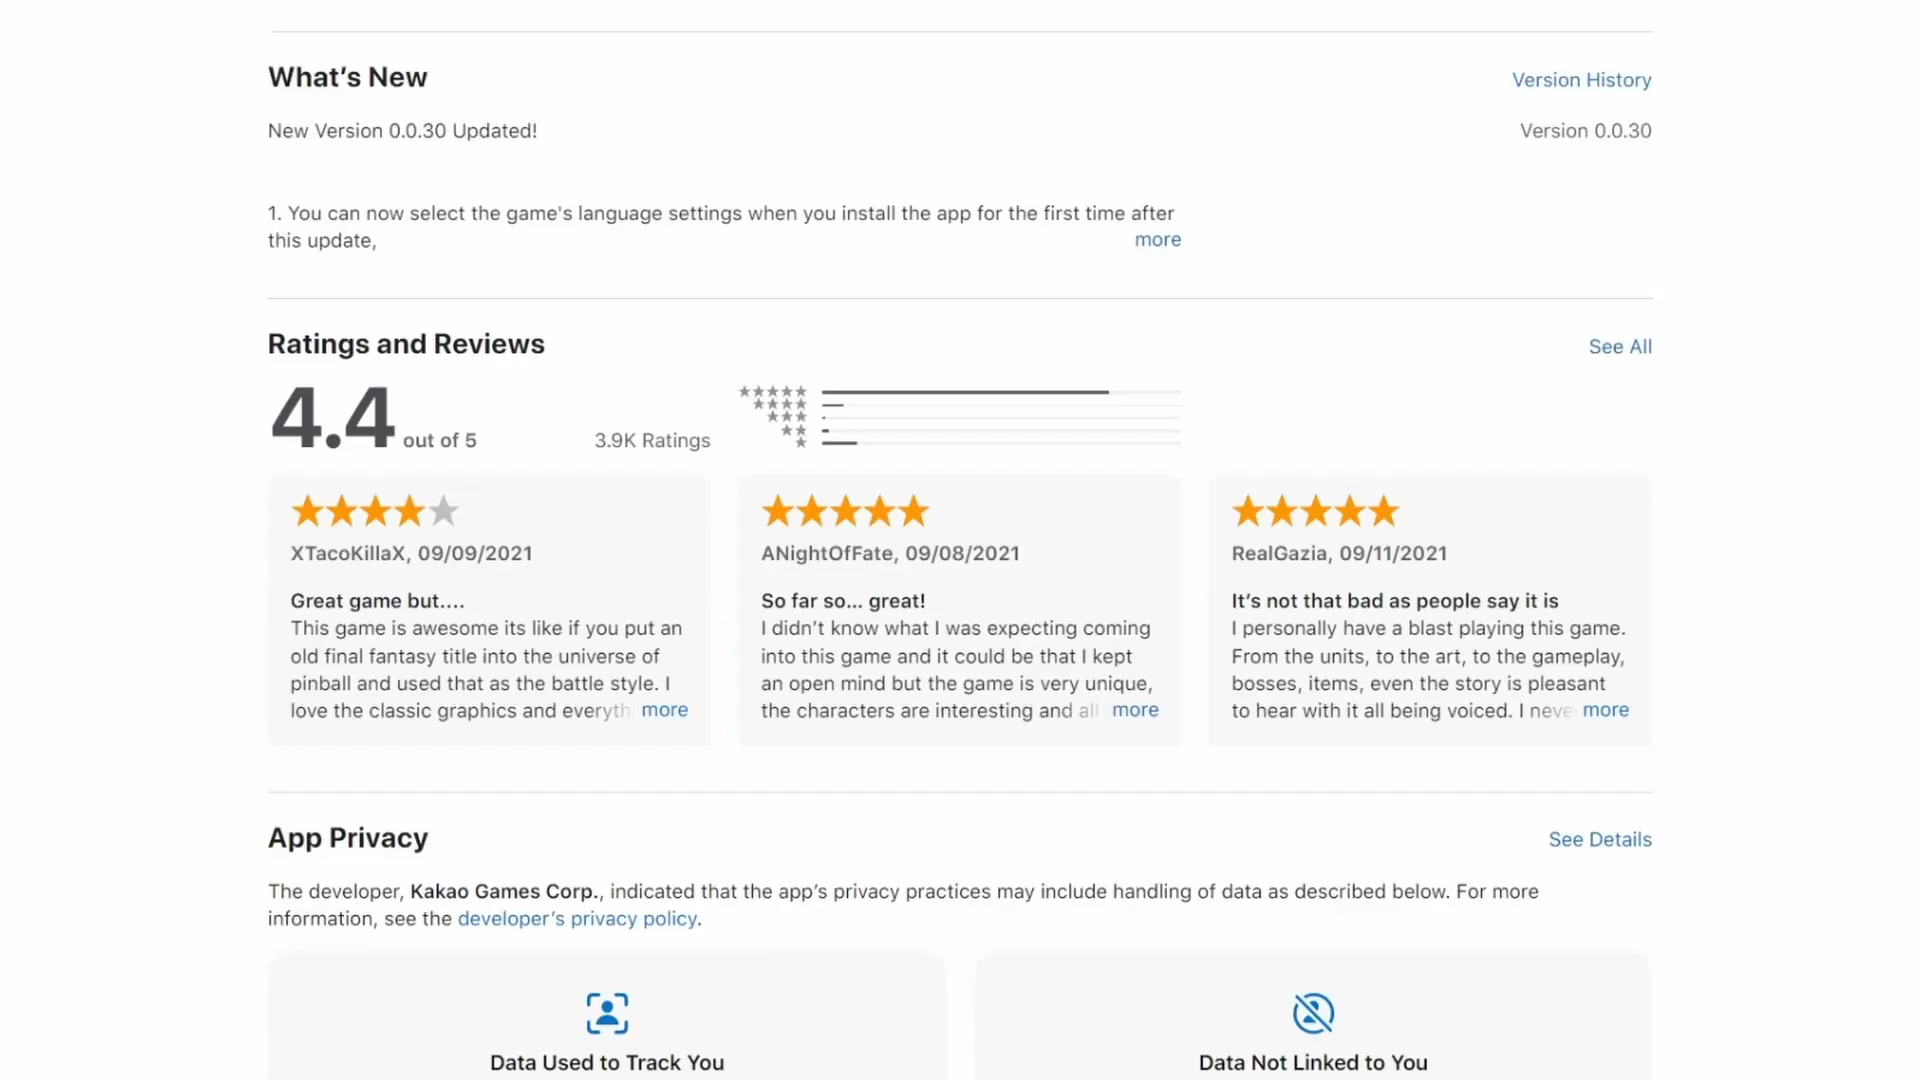 What's New
Version History
New Version 0.0.30 Updated!
Version 0.0.30
1. You can now select the game's language settings when you install the app for the first time after
this update,
more
Ratings and Reviews
See All
4.4 out of 5
3.9K Ratings
XTacoKillaX, 09/09/2021
Great game but....
This game is awesome its like if you put an
old final fantasy title into the universe of
pinball and used that as the battle style. I
love the classic graphics and everyth more
ANightOfFate, 09/08/2021
So far so... great!
I didn't know what I was expecting coming
into this game and it could be that I kept
an open mind but the game is very unique,
the characters are interesting and all more
RealGazia, 09/11/2021
It's not that bad as people say it is
I personally have a blast playing this game.
From the units, to the art, to the gameplay,
bosses, items, even the story is pleasant
to hear with it all being voiced. I neve more
App Privacy
See Details
The developer, Kakao Games Corp., indicated that the app's privacy practices may include handling of data as described below. For more
information, see the developer's privacy policy.
Data Used to Track You
Data Not Linked to You